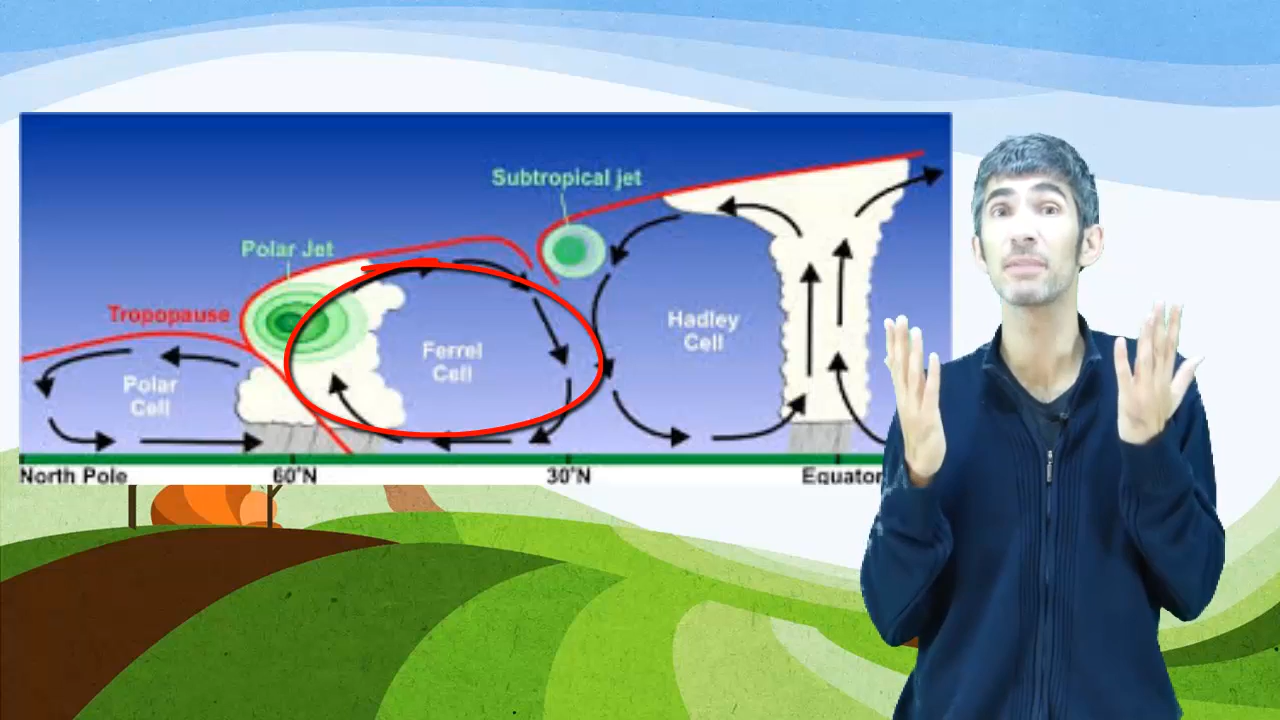 Subtropical jet
Polar Jet
Tropopause
Hadley
Cell
Ferrel
Cell
Polar
Cell
North Pole
60°N
30°N
Equator